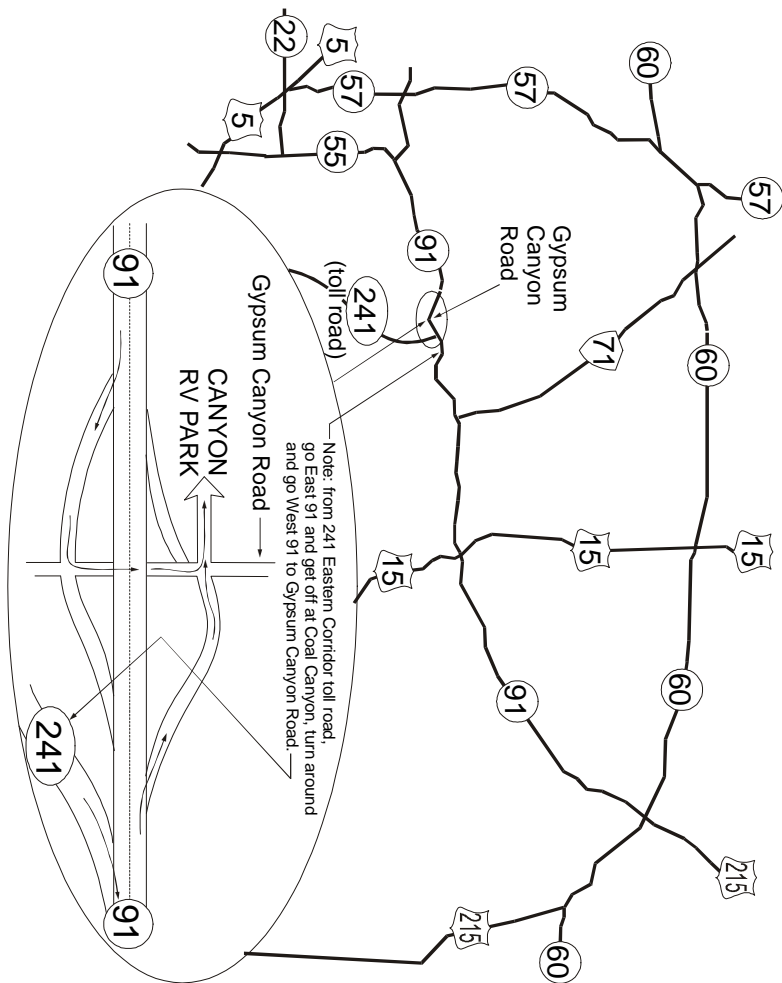 57
15
215
60
60
60
71
15
60
57
Gypsum
Canyon
Road
91
215
91
15
241
(toll road)
57
5
55
Note: from 241 Eastern Corridor toll road,
go East 91 and get off at Coal Canyon, turn around
and go West 91 to Gypsum Canyon Road.
22
5
Gypsum Canyon Road
CANYON
RV PARK
91
91
241